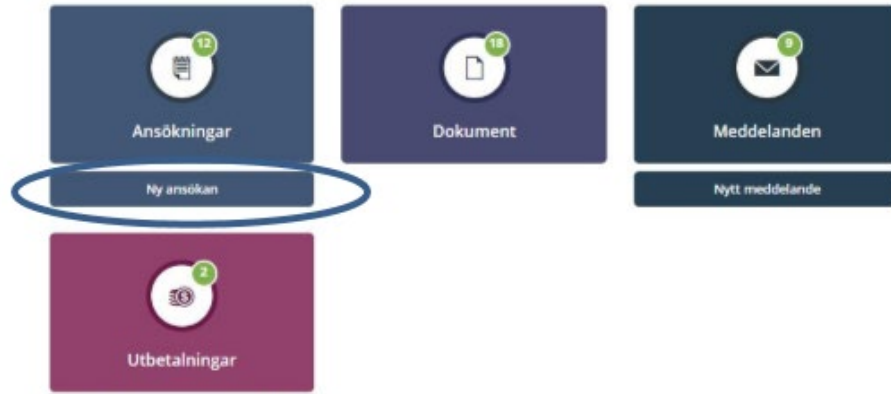 12
Ansökningar
Ny ansökan
18
Dokument
9
Meddelanden
Nytt meddelande
2
Utbetalningar